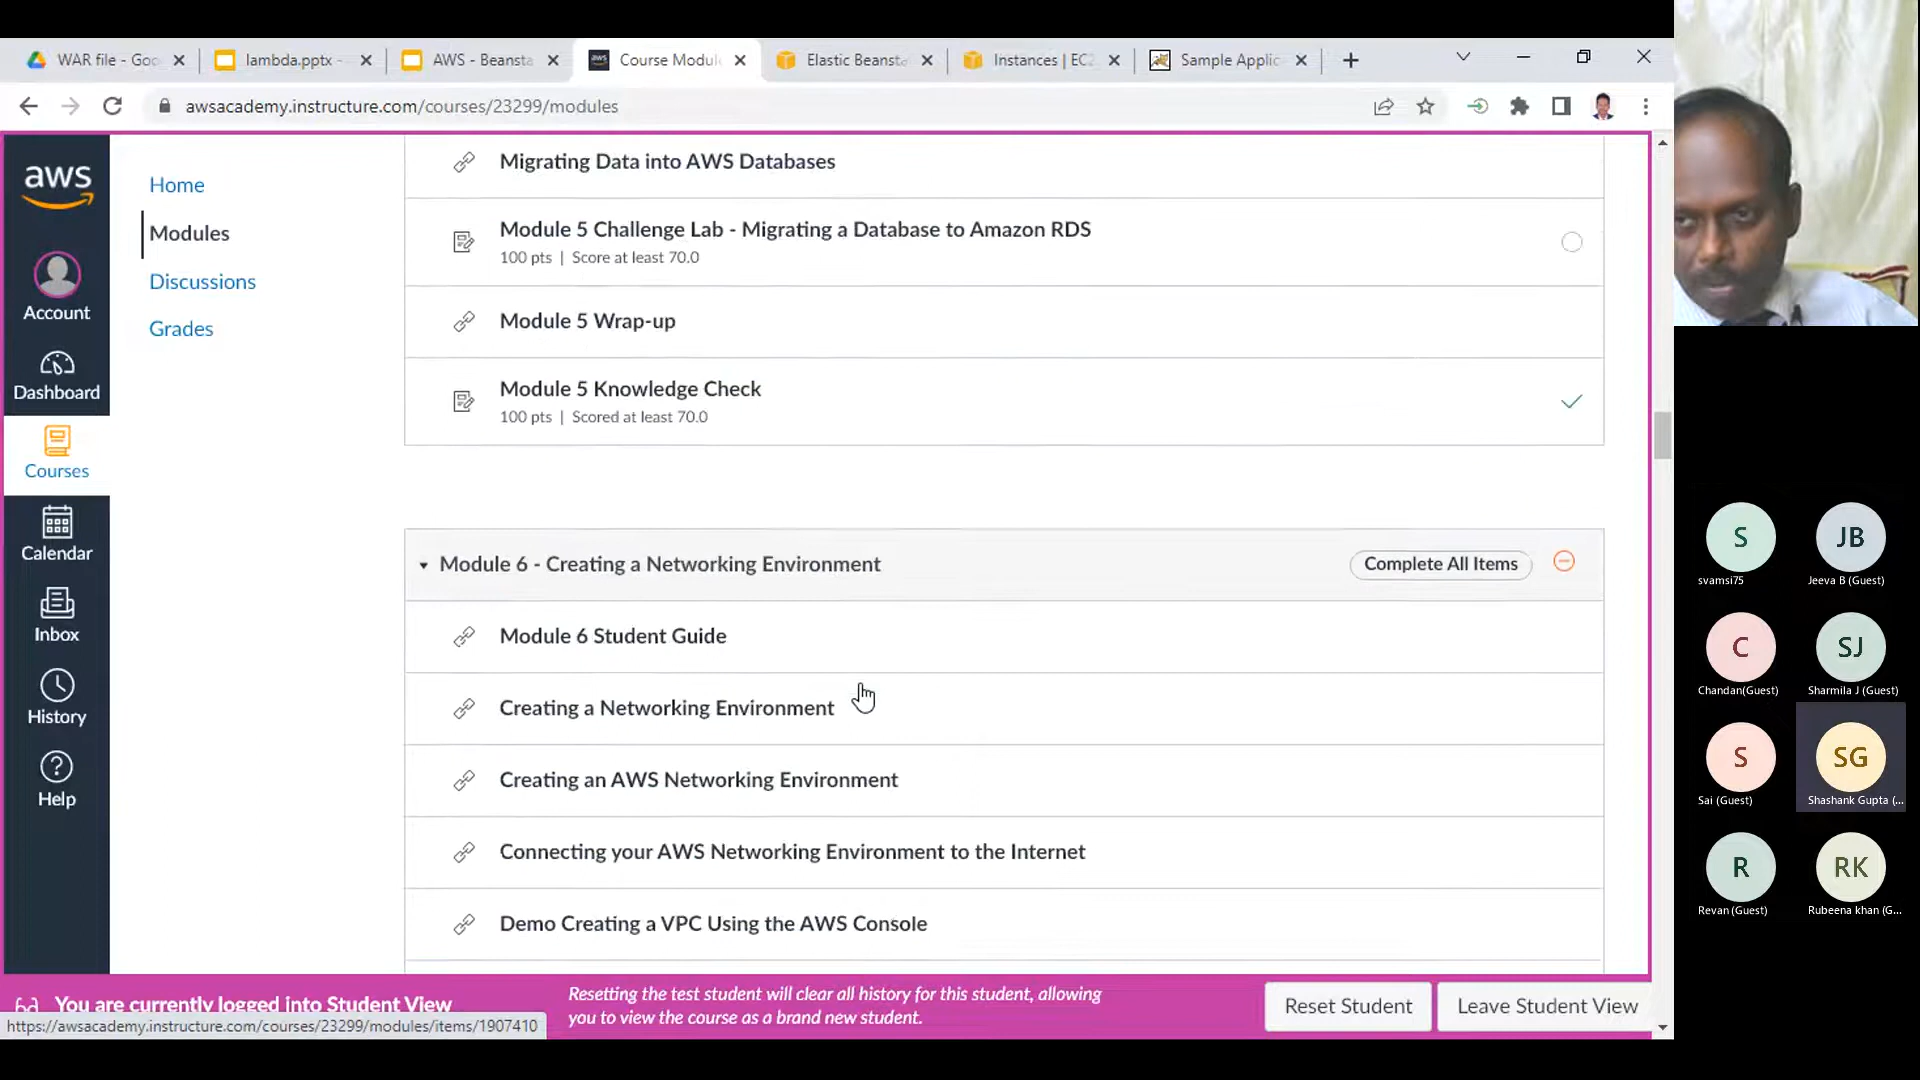 WAR file - Goo
lambda.pptx -
AWS - Beansta
Course Modul
Elastic Beansta
Instances | EC2
Sample Applic
awsacademy.instructure.com/courses/23299/modules
aws
Account
Dashboard
Courses
Calendar
Inbox
History
Help
Home
Modules
Discussions
Grades
Migrating Data into AWS Databases
Module 5 Challenge Lab - Migrating a Database to Amazon RDS
100 pts | Score at least 70.0
Module 5 Wrap-up
Module 5 Knowledge Check
100 pts | Scored at least 70.0
Module 6 - Creating a Networking Environment
Complete All Items
Module 6 Student Guide
Creating a Networking Environment
Creating an AWS Networking Environment
Connecting your AWS Networking Environment to the Internet
Demo Creating a VPC Using the AWS Console
You are currently logged into Student View
https://awsacademy.instructure.com/courses/23299/modules/items/1907410
Resetting the test student will clear all history for this student, allowing
you to view the course as a brand new student.
Reset Student
Leave Student View
S
svamsi75
JB
Jeeva B (Guest)
C
Chandan(Guest)
SJ
Sharmila J (Guest)
S
Sai (Guest)
SG
Shashank Gupta (...
R
Revan (Guest)
RK
Rubeena khan (G...